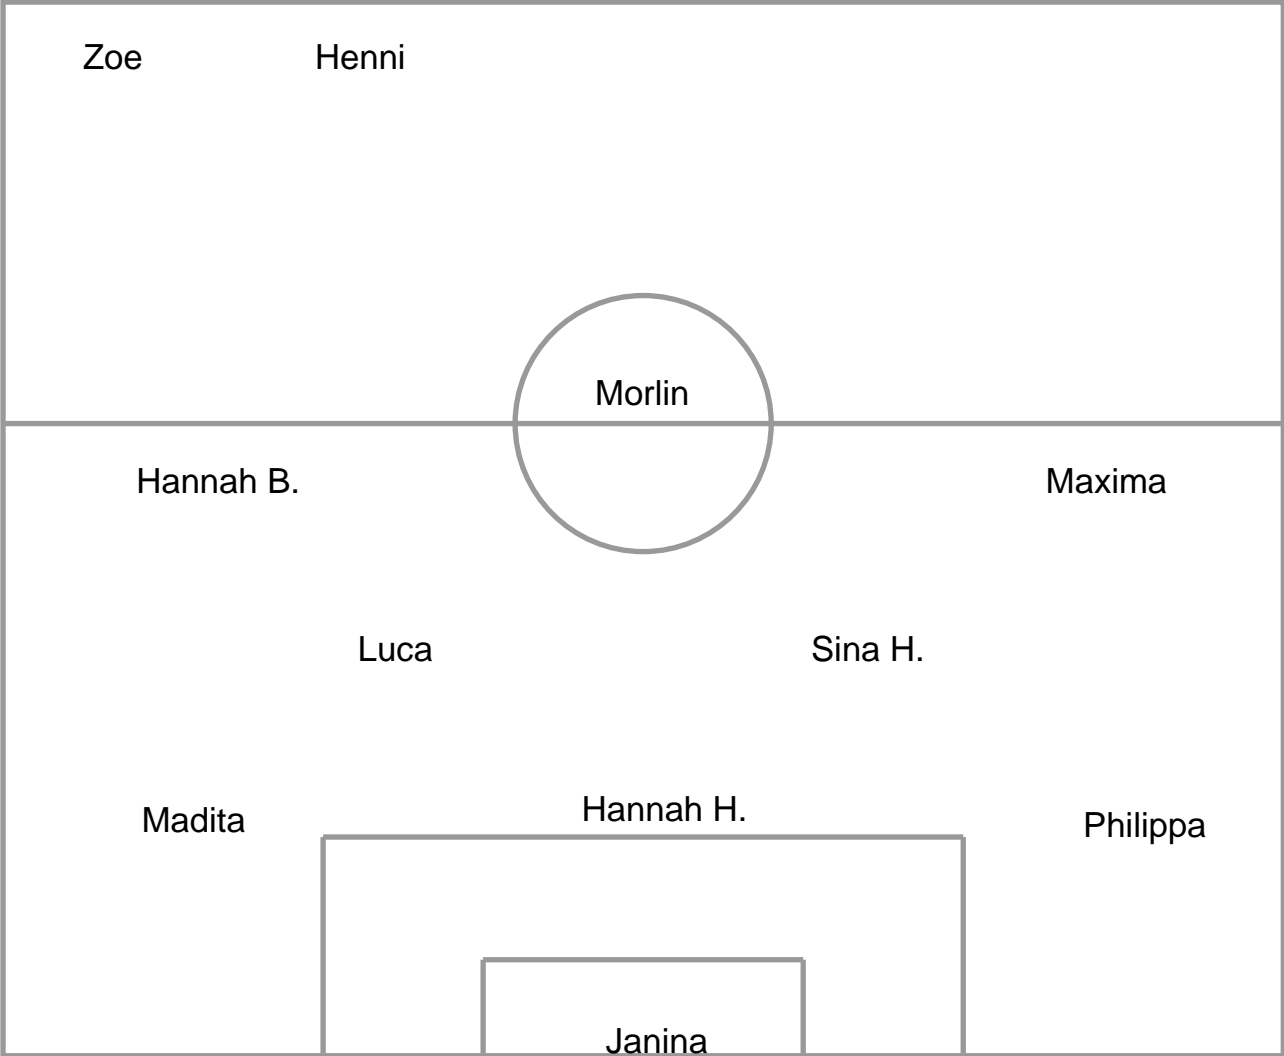 Zoe Henni
Morlin
Hannah B. Maxima
Luca Sina H.
Hannah H.
Madita Philippa
Janina